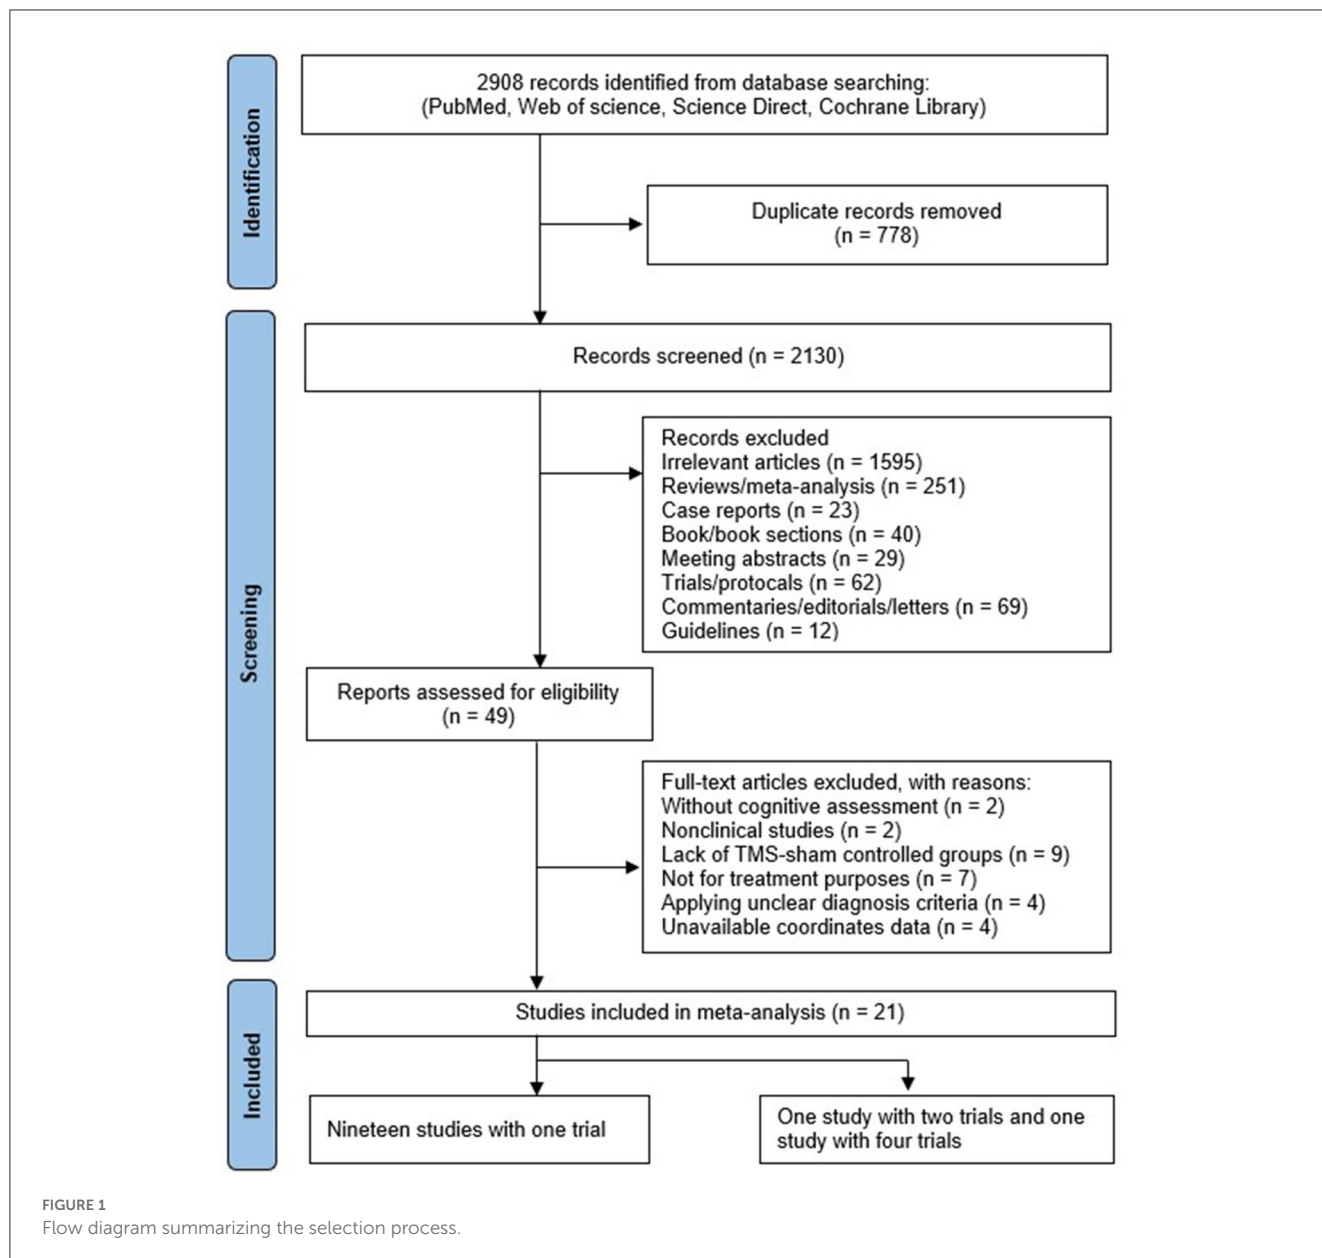 Identification
2908 records identified from database searching:
(PubMed, Web of science, Science Direct, Cochrane Library)
Duplicate records removed
(n = 778)
Screening
Records screened (n = 2130)
Records excluded
Irrelevant articles (n = 1595)
Reviews/meta-analysis (n = 251)
Case reports (n = 23)
Book/book sections (n = 40)
Meeting abstracts (n = 29)
Trials/protocals (n = 62)
Commentaries/editorials/letters (n = 69)
Guidelines (n = 12)
Reports assessed for eligibility
(n = 49)
Full-text articles excluded, with reasons:
Without cognitive assessment (n = 2)
Nonclinical studies (n = 2)
Lack of TMS-sham controlled groups (n = 9)
Not for treatment purposes (n = 7)
Applying unclear diagnosis criteria (n = 4)
Unavailable coordinates data (n = 4)
Included
Studies included in meta-analysis (n = 21)
Nineteen studies with one trial
One study with two trials and one
study with four trials
FIGURE 1
Flow diagram summarizing the selection process.